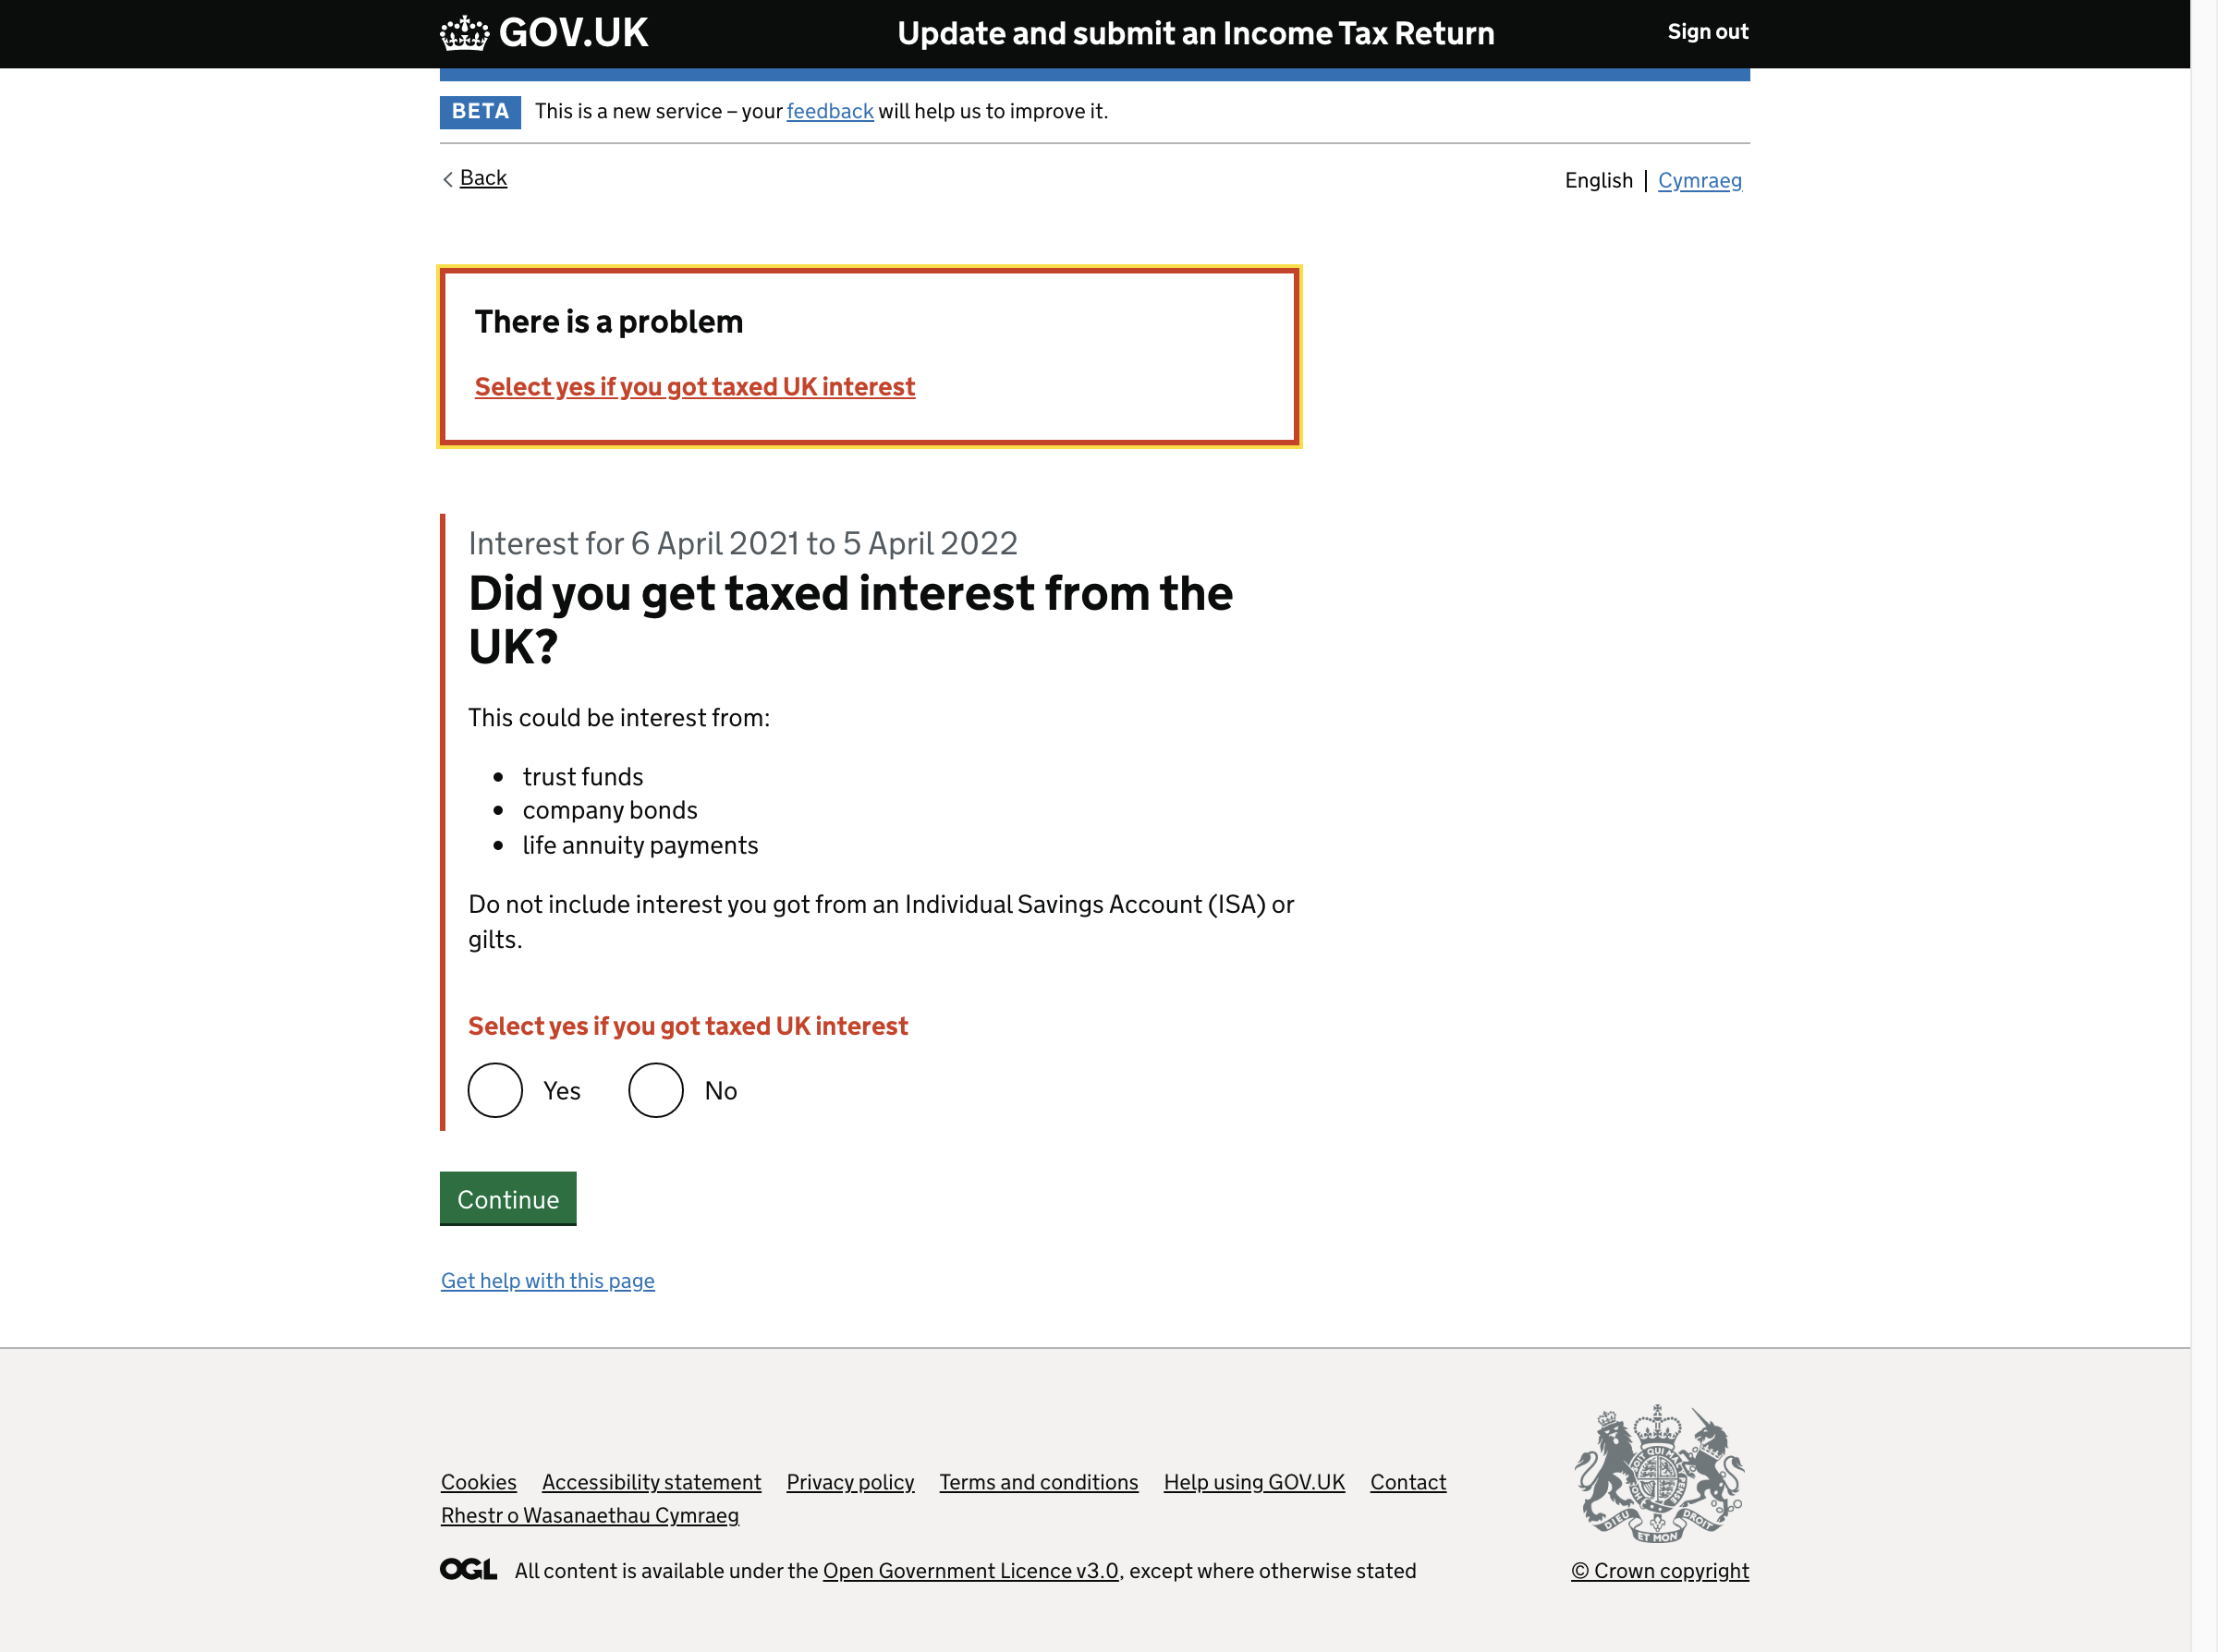 GOV.UK
Update and submit an Income Tax Return
Sign out
BETA
This is a new service – your feedback will help us to improve it.
Back
English
Cymraeg
There is a problem
Select yes if you got taxed UK interest
Interest for 6 April 2021 to 5 April 2022
Did you get taxed interest from the
UK?
This could be interest from:
• trust funds
• company bonds
• life annuity payments
Do not include interest you got from an Individual Savings Account (ISA) or
gilts.
Select yes if you got taxed UK interest
Yes
No
Continue
Get help with this page
Cookies
Accessibility statement
Privacy policy
Terms and conditions
Help using GOV.UK
Contact
Rhestr o Wasanaethau Cymraeg
OGL
All content is available under the Open Government Licence v3.0, except where otherwise stated
DIEU ET MON DROIT
© Crown copyright